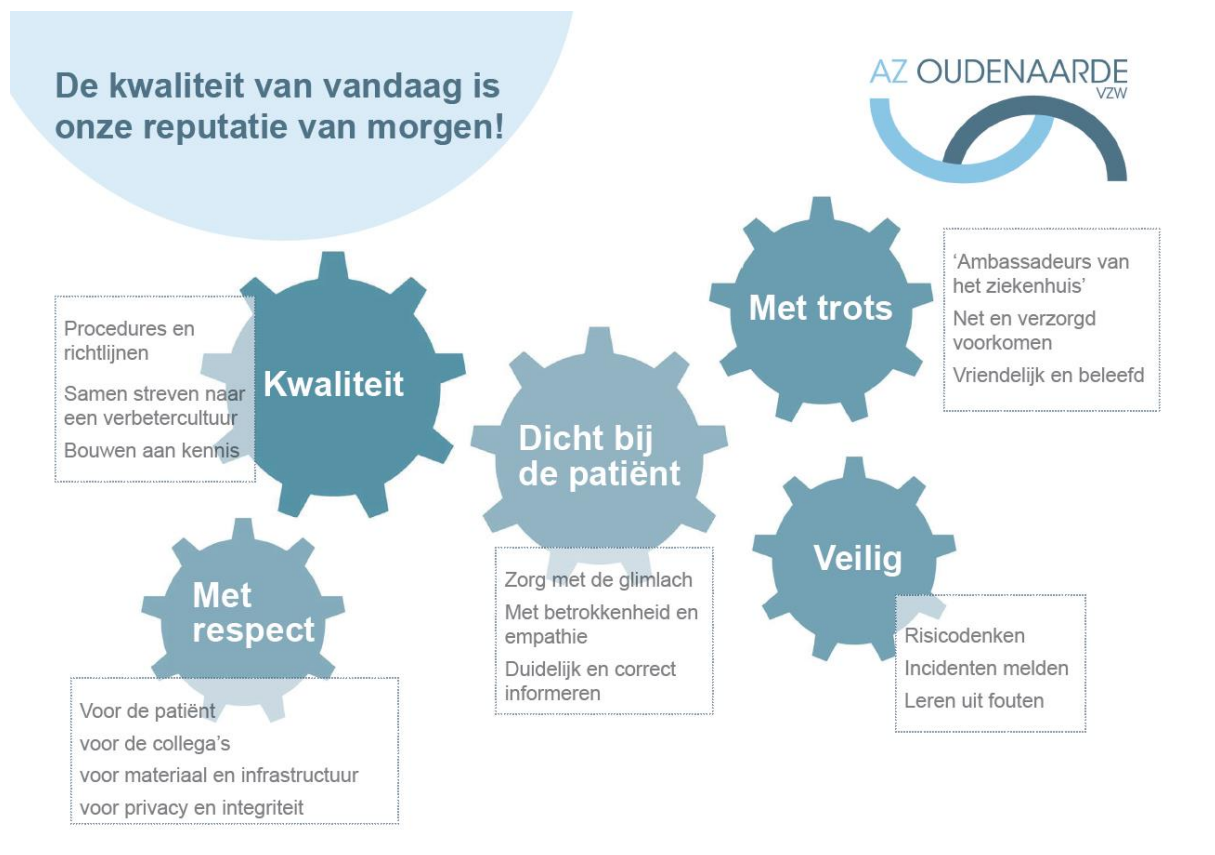 De kwaliteit van vandaag is
onze reputatie van morgen!
AZ OUDENAARDE
VZW
Kwaliteit
Procedures en
richtlijnen
Samen streven naar
een verbetercultuur
Bouwen aan kennis
Dicht bij
de patiënt
Zorg met de glimlach
Met betrokkenheid en
empathie
Duidelijk en correct
informeren
Met trots
‘Ambassadeurs van
het ziekenhuis’
Net en verzorgd
voorkomen
Vriendelijk en beleefd
Veilig
Risicodenken
Incidenten melden
Leren uit fouten
Met
respect
Voor de patiënt
voor de collega’s
voor materiaal en infrastructuur
voor privacy en integriteit